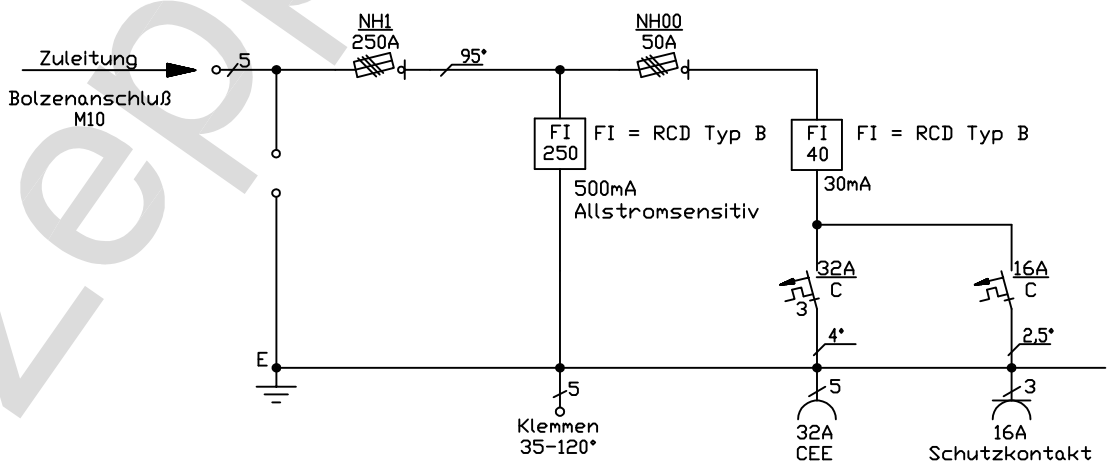 NH1
250A
NH00
50A
Zuleitung
5
95°
Bolzenanschluß
M10
FI
250
FI = RCD Typ B
FI
40
FI = RCD Typ B
500mA
Allstromsensitiv
30mA
32A
C
3
16A
C
4°
2,5°
E
5
5
3
Klemmen
35-120°
32A
CEE
16A
Schutzkontakt
zepp